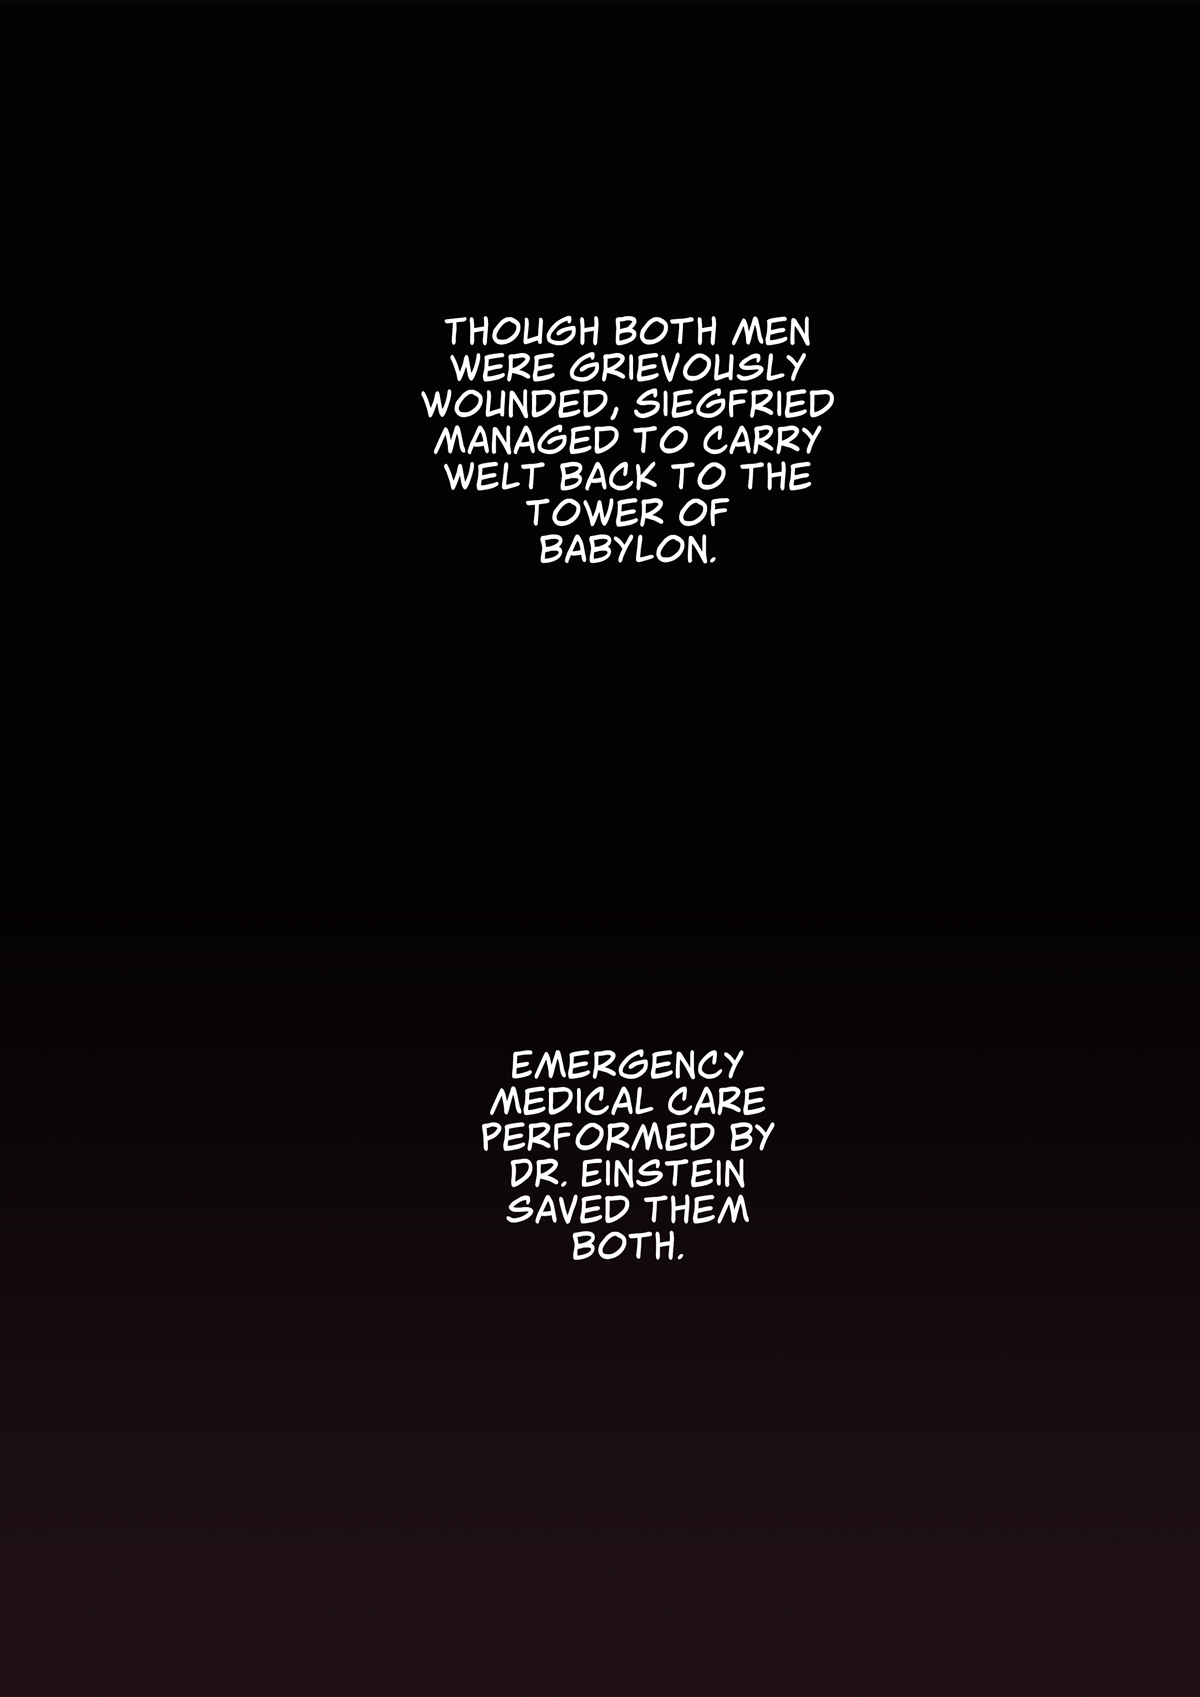 THOUGH BOTH MEN
WERE GRIEVOUSLY
WOUNDED, SIEGFRIED
MANAGED TO CARRY
WELT BACK TO THE
TOWER OF
BABYLON.
EMERGENCY
MEDICAL CARE
PERFORMED BY
DR. EINSTEIN
SAVED THEM
BOTH.